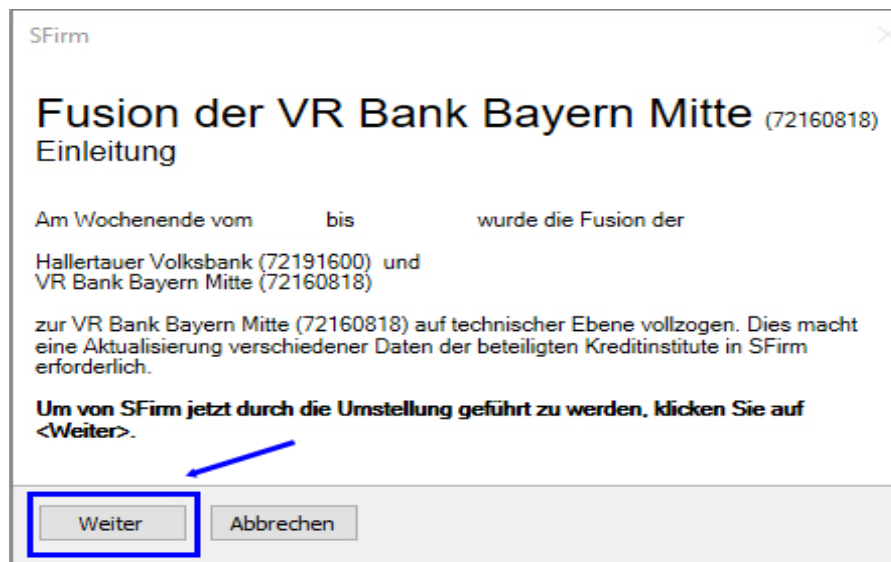 SFirm
Fusion der VR Bank Bayern Mitte (72160818)
Einleitung
Am Wochenende vom bis wurde die Fusion der
Hallertauer Volksbank (72191600) und
VR Bank Bayern Mitte (72160818)
zur VR Bank Bayern Mitte (72160818) auf technischer Ebene vollzogen. Dies macht
eine Aktualisierung verschiedener Daten der beteiligten Kreditinstitute in SFirm
erforderlich.
Um von SFirm jetzt durch die Umstellung geführt zu werden, klicken Sie auf
<Weiter>.
Weiter Abbrechen